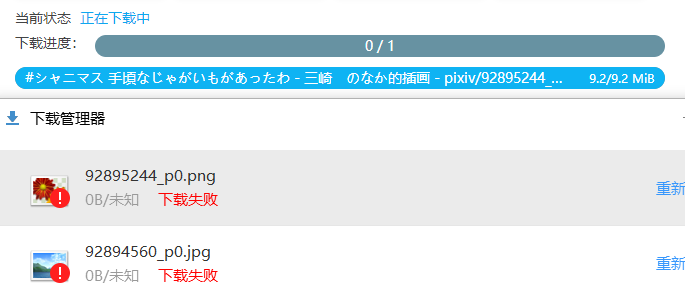 当前状态 正在下载中
下载进度： 0 / 1
#シャニマス 手頃なじゃがいもがあったわ - 三崎　のなか的插画 - pixiv/92895244_... 9.2/9.2 MiB
下载管理器
92895244_p0.png
0B/未知 下载失败 重新
92894560_p0.jpg
0B/未知 下载失败 重新